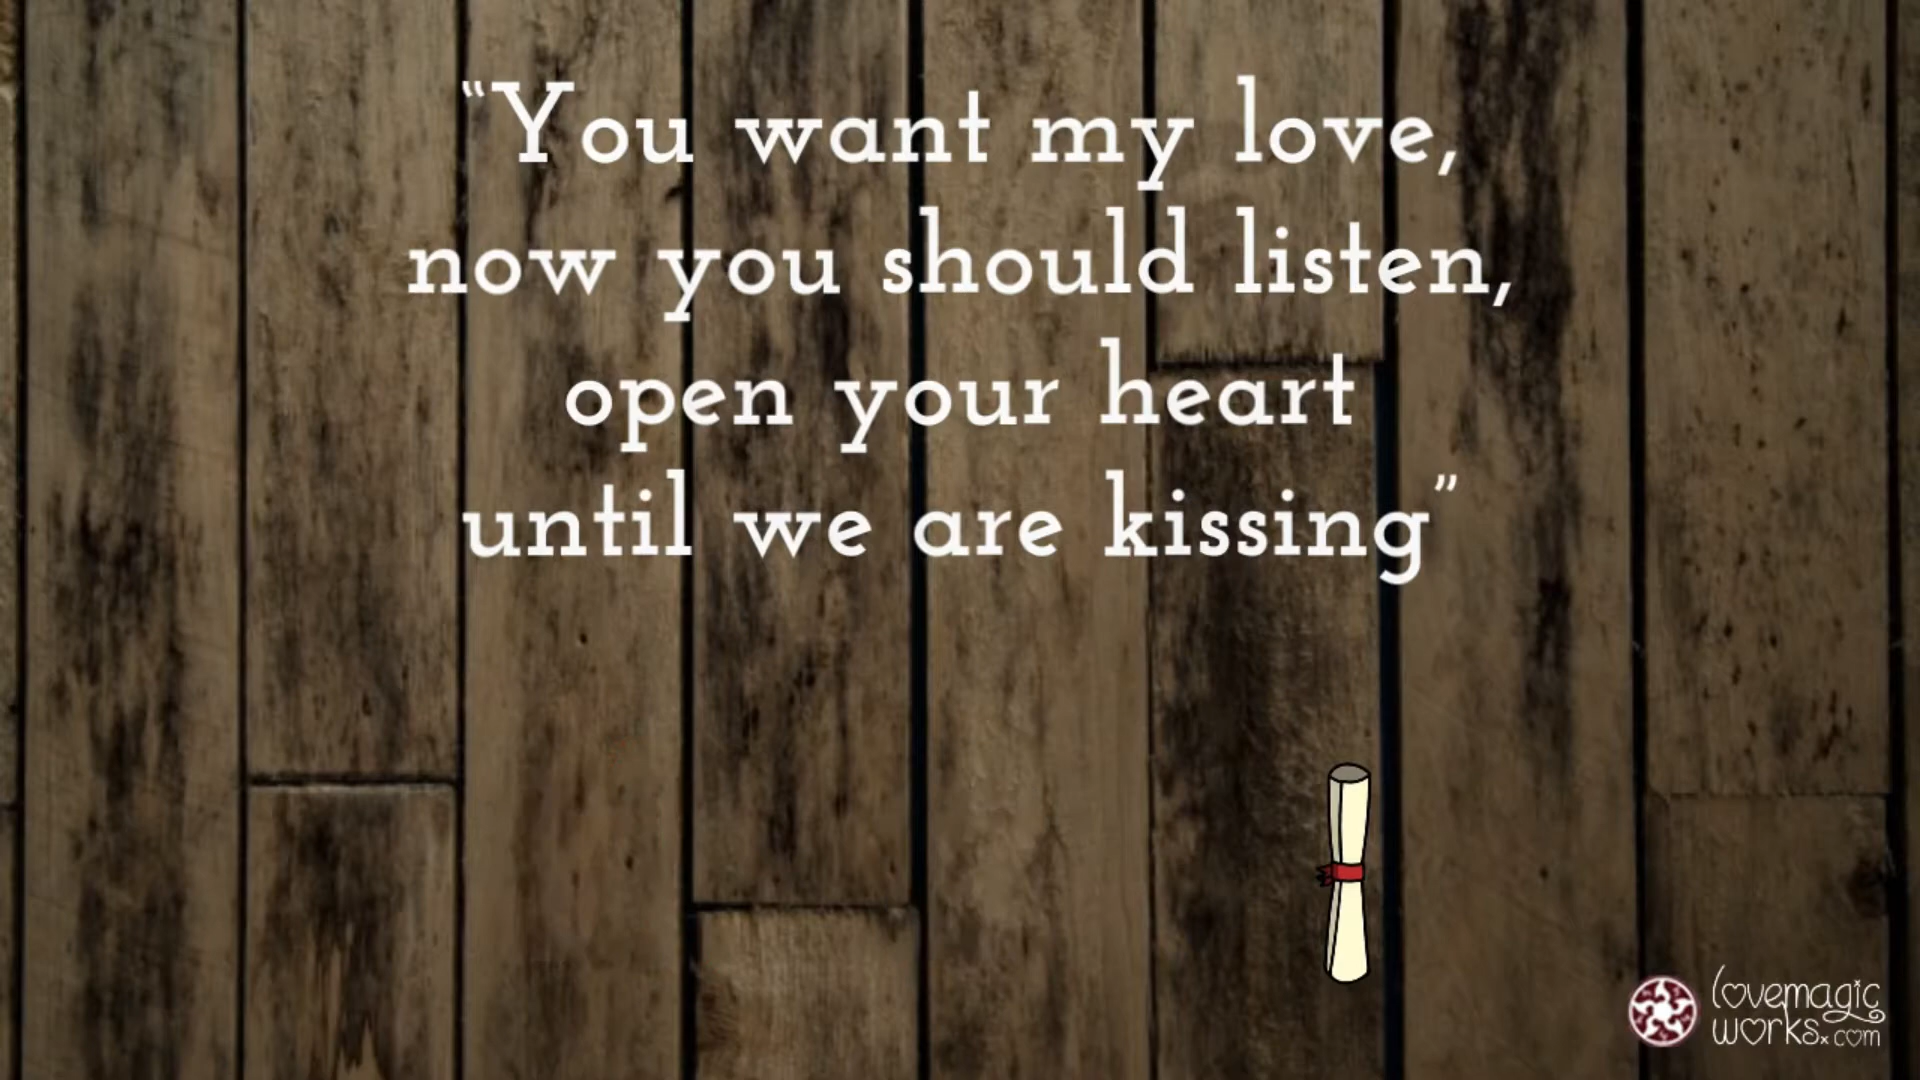 “You want my love,
now you should listen,
open your heart
until we are kissing”
lovemagic
works.com